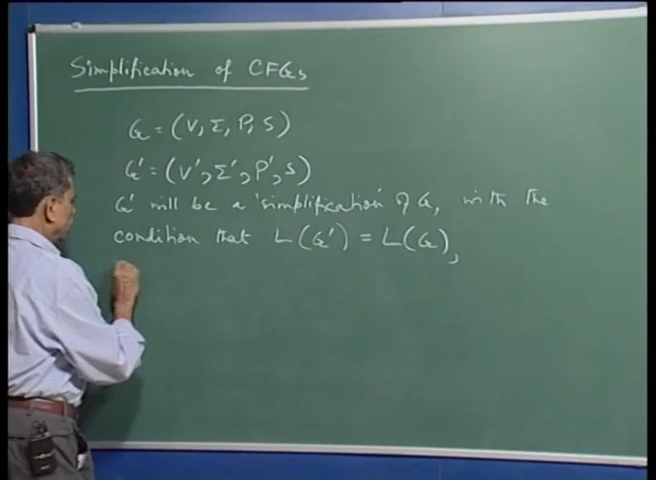 Simplification of CFGs
G = (V, Σ, P, S)
G' = (V', Σ', P', S)
G' will be a 'simplification' of G, with the
condition that L(G') = L(G),